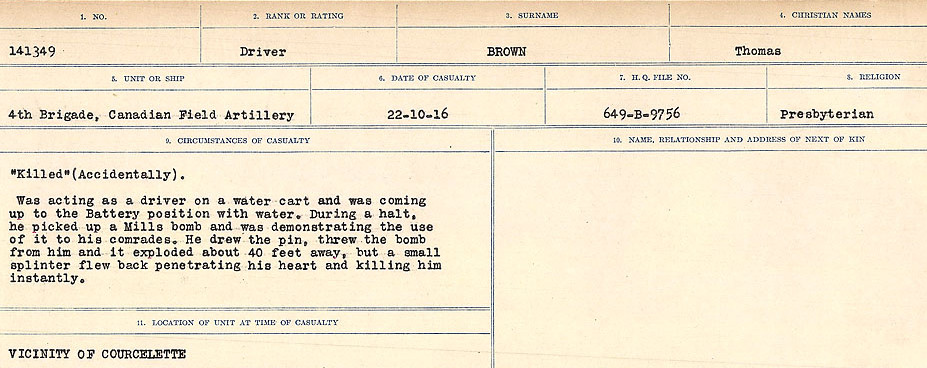 1. NO. 2. RANK OR RATING 3. SURNAME 4. CHRISTIAN NAMES
141349 Driver BROWN Thomas
5. UNIT OR SHIP 6. DATE OF CASUALTY 7. H. Q. FILE NO. 8. RELIGION
4th Brigade, Canadian Field Artillery 22-10-16 649-B-9756 Presbyterian
9. CIRCUMSTANCES OF CASUALTY
"Killed"(Accidentally).
Was acting as a driver on a water cart and was coming
up to the Battery position with water. During a halt,
he picked up a Mills bomb and was demonstrating the use
of it to his comrades. He drew the pin, threw the bomb
from him and it exploded about 40 feet away, but a small
splinter flew back penetrating his heart and killing him
instantly.
10. NAME, RELATIONSHIP AND ADDRESS OF NEXT OF KIN
11. LOCATION OF UNIT AT TIME OF CASUALTY
VICINITY OF COURCELETTE